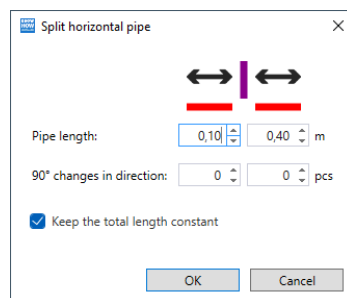 Split horizontal pipe
Pipe length: 0,10 0,40 m
90° changes in direction: 0 0 pcs
Keep the total length constant
OK Cancel